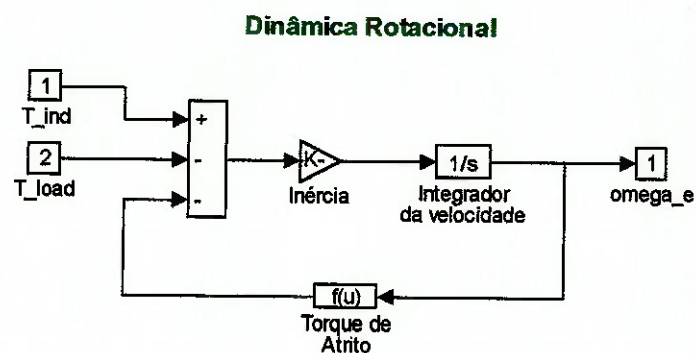 Dinâmica Rotacional
1
T_ind
2
T_load
+
-
-
-K-
Inércia
1/s
Integrador
da velocidade
1
omega_e
f(u)
Torque de
Atrito